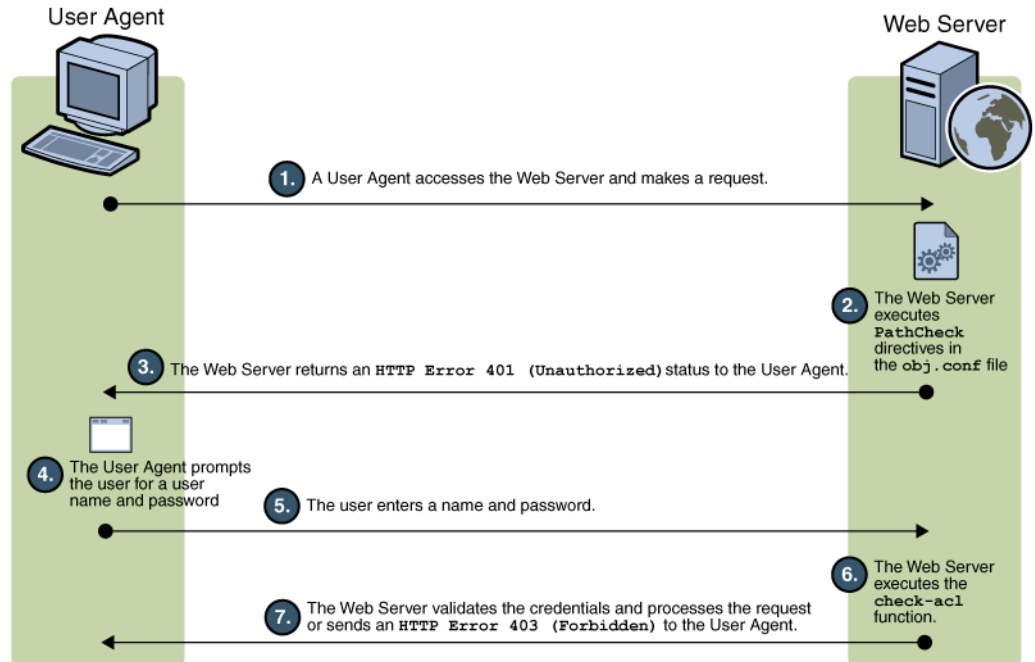 User Agent
Web Server
1. A User Agent accesses the Web Server and makes a request.
2. The Web Server
executes
PathCheck
directives in
the obj.conf file
3. The Web Server returns an HTTP Error 401 (Unauthorized) status to the User Agent.
4. The User Agent prompts
the user for a user
name and password
5. The user enters a name and password.
6. The Web Server
executes the
check-acl
function.
7. The Web Server validates the credentials and processes the request
or sends an HTTP Error 403 (Forbidden) to the User Agent.